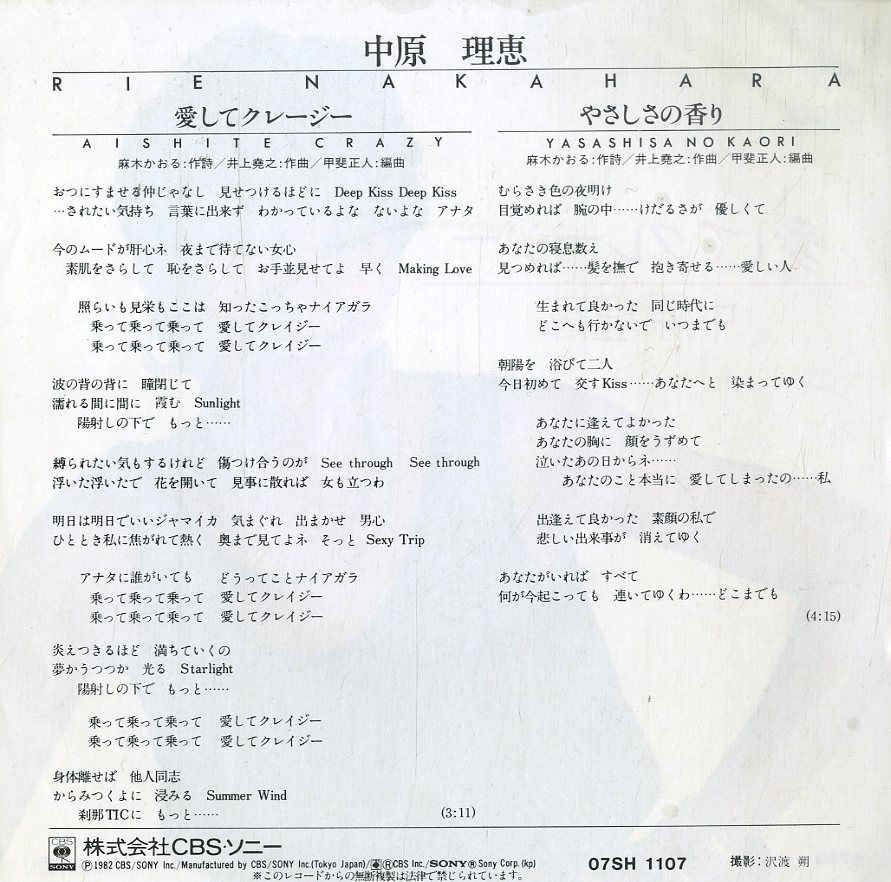 中原　理恵
RIE NAKAHARA
愛してクレージー
AISHITE CRAZY
麻木かおる:作詩／井上堯之:作曲／甲斐正人:編曲
おつにすませる仲じゃなし　見せつけるほどに　Deep Kiss Deep Kiss
…されたい気持ち　言葉に出来ず　わかっているよな　ないよな　アナタ
今のムードが肝心ネ　夜まで待てない女心
素肌をさらして　恥をさらして　お手並見せてよ　早く　Making Love
照らいも見栄もここは　知ったこっちゃナイアガラ
乗って乗って乗って　愛してクレイジー
乗って乗って乗って　愛してクレイジー
波の背の背に　瞳閉じて
濡れる間に間に　霞む　Sunlight
陽射しの下で　もっと……
縛られたい気もするけれど　傷つけ合うのが　See through　See through
浮いた浮いたで　花を開いて　見事に散れば　女も立つわ
明日は明日でいいジャマイカ　気まぐれ　出まかせ　男心
ひととき私に焦がれて熱く　奥まで見てよネ　そっと　Sexy Trip
アナタに誰がいても　どうってことナイアガラ
乗って乗って乗って　愛してクレイジー
乗って乗って乗って　愛してクレイジー
炎えつきるほど　満ちていくの
夢かうつつか　光る　Starlight
陽射しの下で　もっと……
乗って乗って乗って　愛してクレイジー
乗って乗って乗って　愛してクレイジー
身体離せば　他人同志
からみつくよに　浸みる　Summer Wind
刹那TICに　もっと……
(3:11)
やさしさの香り
YASASHISA NO KAORI
麻木かおる:作詩／井上堯之:作曲／甲斐正人:編曲
むらさき色の夜明け
目覚めれば　腕の中……けだるさが　優しくて
あなたの寝息数え
見つめれば……髪を撫で　抱き寄せる……愛しい人
生まれて良かった　同じ時代に
どこへも行かないで　いつまでも
朝陽を　浴びて二人
今日初めて　交すKiss……あなたへと　染まってゆく
あなたに逢えてよかった
あなたの胸に　顔をうずめて
泣いたあの日からネ……
あなたのこと本当に　愛してしまったの……私
出逢えて良かった　素顔の私で
悲しい出来事が　消えてゆく
あなたがいれば　すべて
何が今起こっても　連いてゆくわ……どこまでも
(4:15)
CBS
SONY
株式会社CBS・ソニー
Ⓟ1982 CBS/SONY Inc./Manufactured by CBS/SONY Inc.(Tokyo Japan)/ⓇCBS Inc./SONY®Sony Corp.(kp)
※このレコードからの無断複製は法律で禁じられています。
07SH 1107
撮影:沢渡　朔